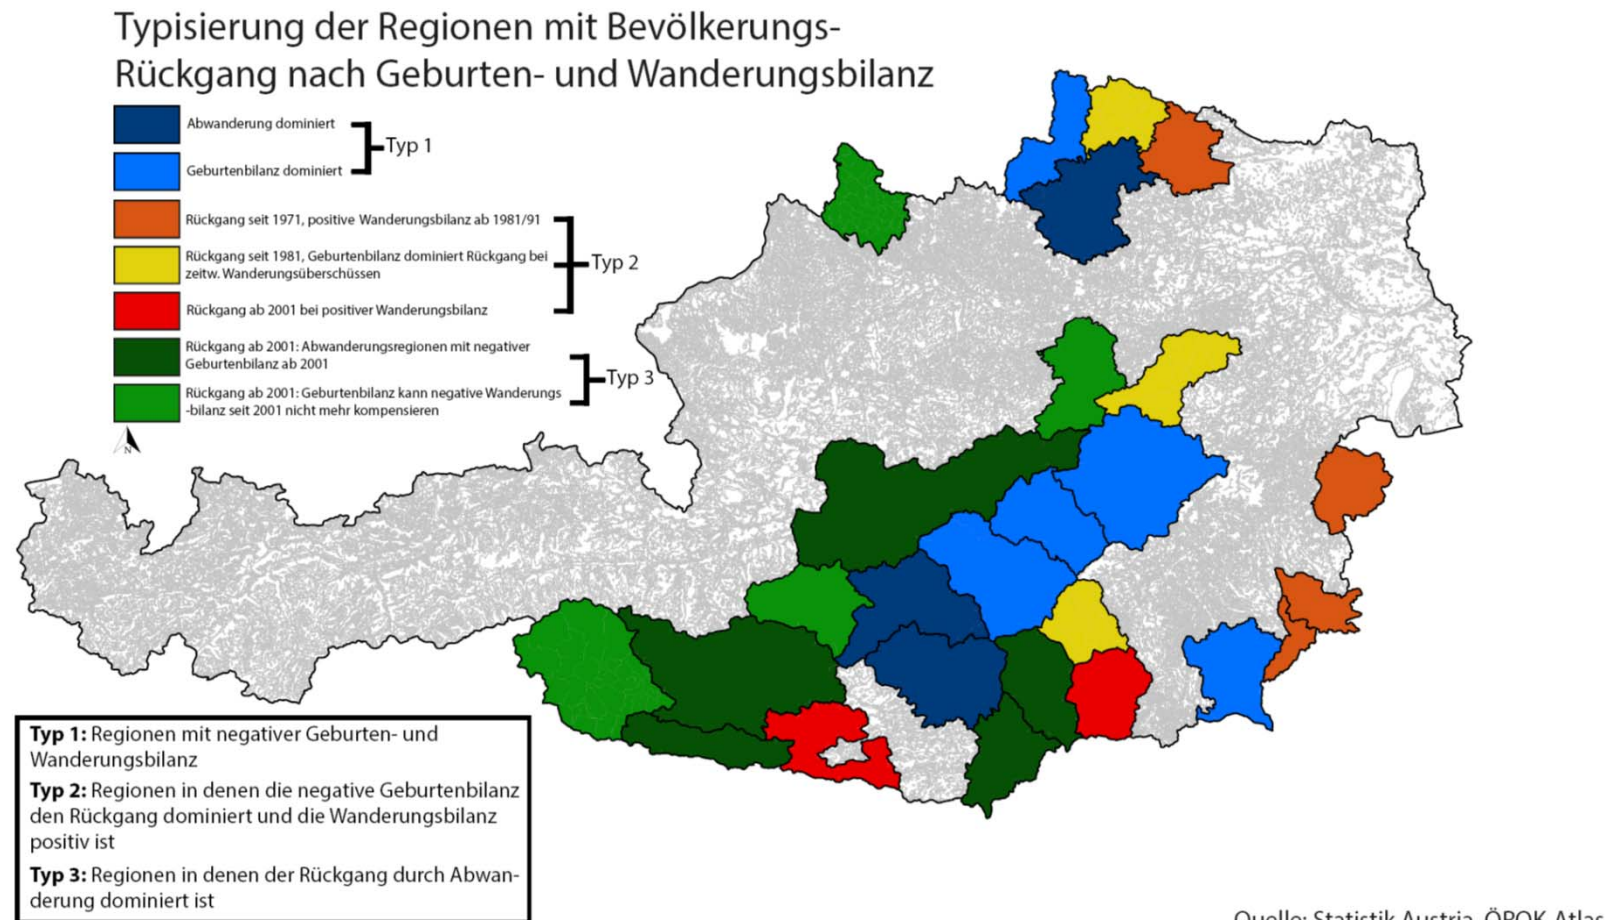 Typisierung der Regionen mit Bevölkerungs-
Rückgang nach Geburten- und Wanderungsbilanz
Abwanderung dominiert
Typ 1
Geburtenbilanz dominiert
Rückgang seit 1971, positive Wanderungsbilanz ab 1981/91
Rückgang seit 1981, Geburtenbilanz dominiert Rückgang bei
zeitw. Wanderungsüberschüssen
Typ 2
Rückgang ab 2001 bei positiver Wanderungsbilanz
Rückgang ab 2001: Abwanderungsregionen mit negativer
Geburtenbilanz ab 2001
Typ 3
Rückgang ab 2001: Geburtenbilanz kann negative Wanderungs
-bilanz seit 2001 nicht mehr kompensieren
N
Typ 1: Regionen mit negativer Geburten- und
Wanderungsbilanz
Typ 2: Regionen in denen die negative Geburtenbilanz
den Rückgang dominiert und die Wanderungsbilanz
positiv ist
Typ 3: Regionen in denen der Rückgang durch Abwan-
derung dominiert ist
Quelle: Statistik Austria, ÖROK-Atlas